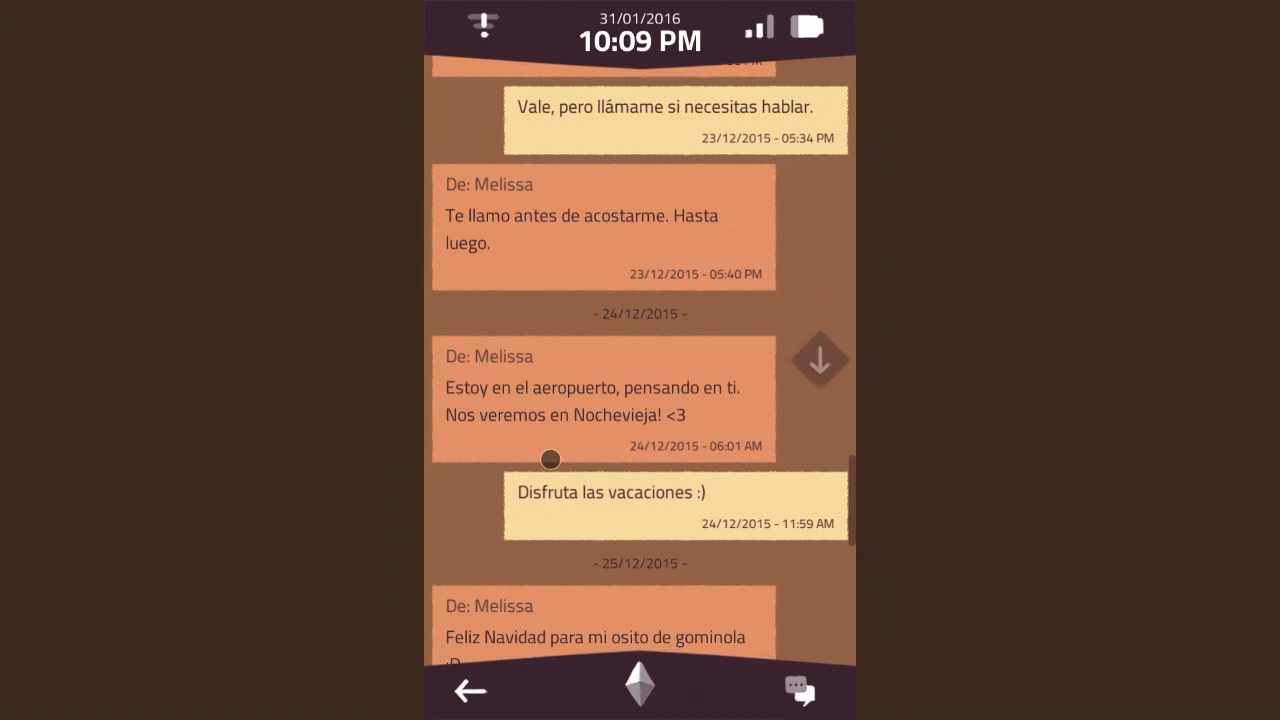 31/01/2016
10:09 PM
Vale, pero llámame si necesitas hablar.
23/12/2015 - 05:34 PM
De: Melissa
Te llamo antes de acostarme. Hasta
luego.
23/12/2015 - 05:40 PM
- 24/12/2015 -
De: Melissa
Estoy en el aeropuerto, pensando en ti.
Nos veremos en Nochevieja! <3
24/12/2015 - 06:01 AM
Disfruta las vacaciones :)
24/12/2015 - 11:59 AM
- 25/12/2015 -
De: Melissa
Feliz Navidad para mi osito de gominola